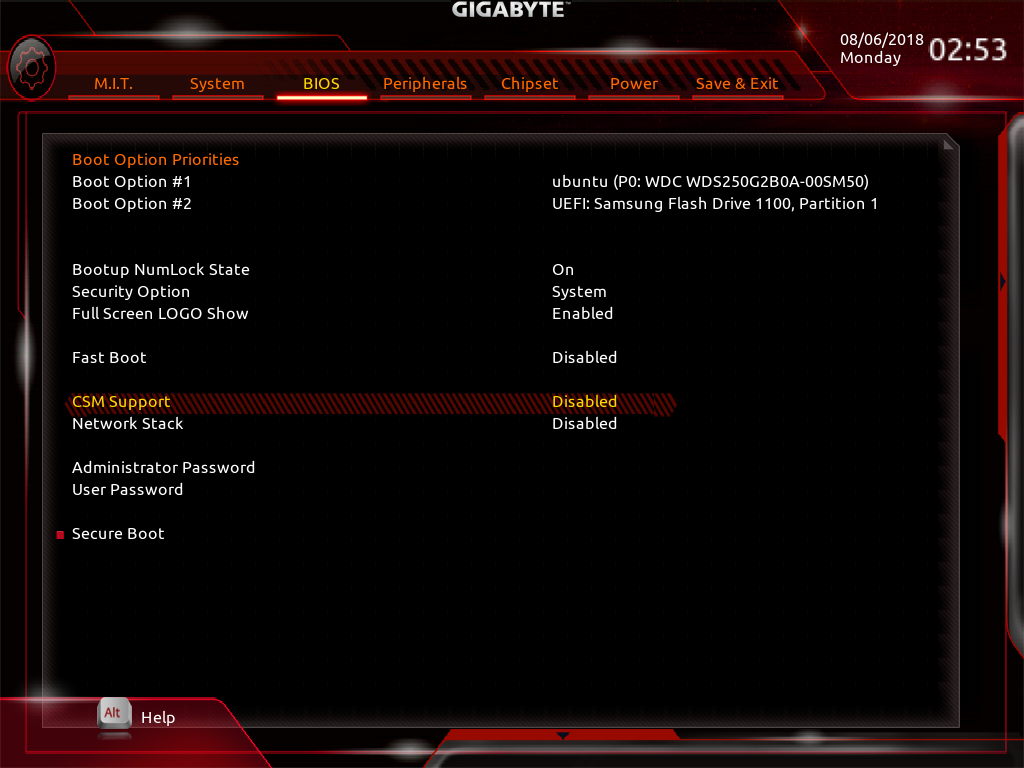 GIGABYTE™
08/06/2018 02:53
Monday
M.I.T. System BIOS Peripherals Chipset Power Save & Exit
Boot Option Priorities
Boot Option #1 ubuntu (P0: WDC WDS250G2B0A-00SM50)
Boot Option #2 UEFI: Samsung Flash Drive 1100, Partition 1
Bootup NumLock State On
Security Option System
Full Screen LOGO Show Enabled
Fast Boot Disabled
CSM Support Disabled
Network Stack Disabled
Administrator Password
User Password
Secure Boot
Alt Help